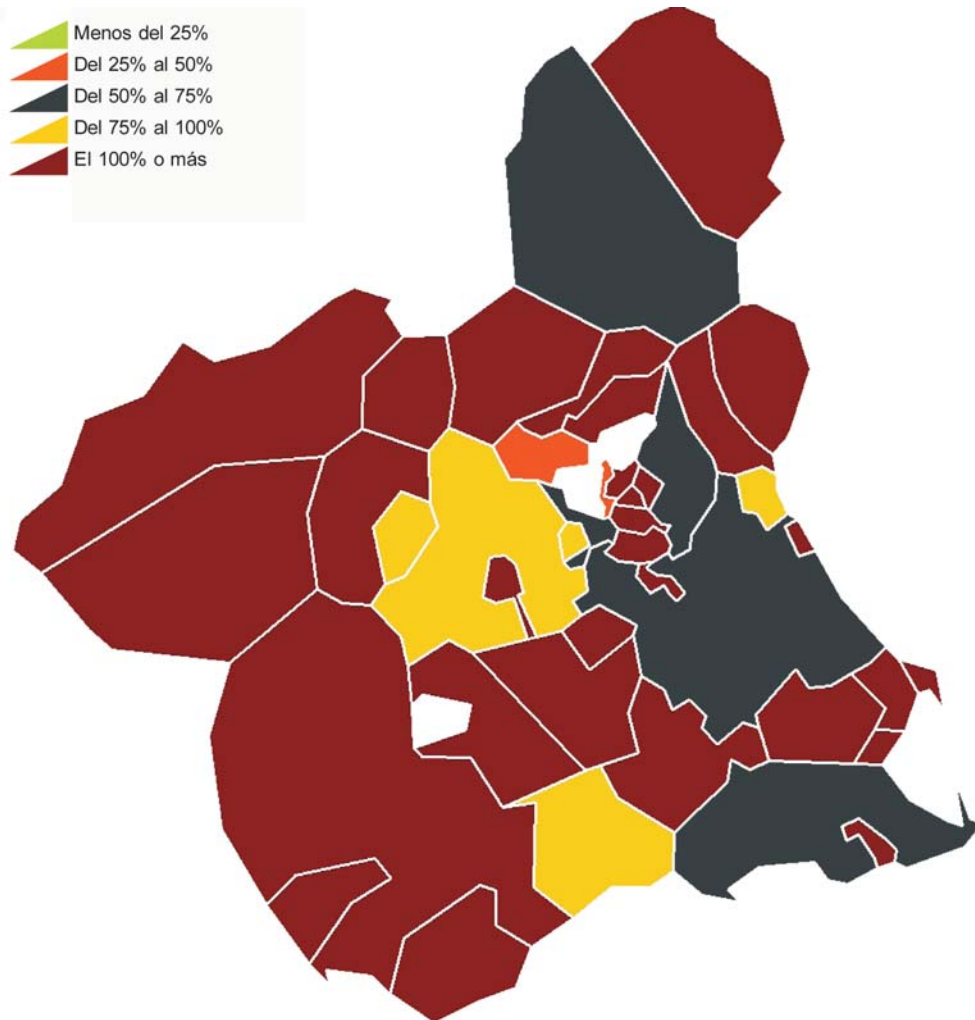 Menos del 25%
Del 25% al 50%
Del 50% al 75%
Del 75% al 100%
El 100% o más